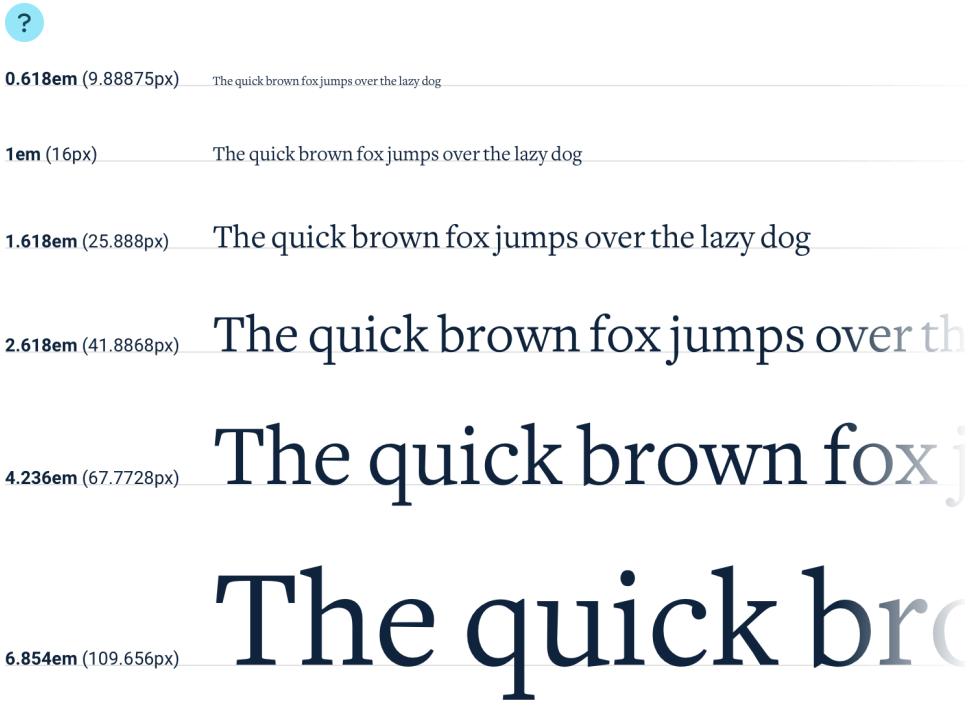 ?
0.618em (9.88875px) The quick brown fox jumps over the lazy dog
1em (16px) The quick brown fox jumps over the lazy dog
1.618em (25.888px) The quick brown fox jumps over the lazy dog
2.618em (41.8868px) The quick brown fox jumps over th
4.236em (67.7728px) The quick brown fox j
6.854em (109.656px) The quick bro